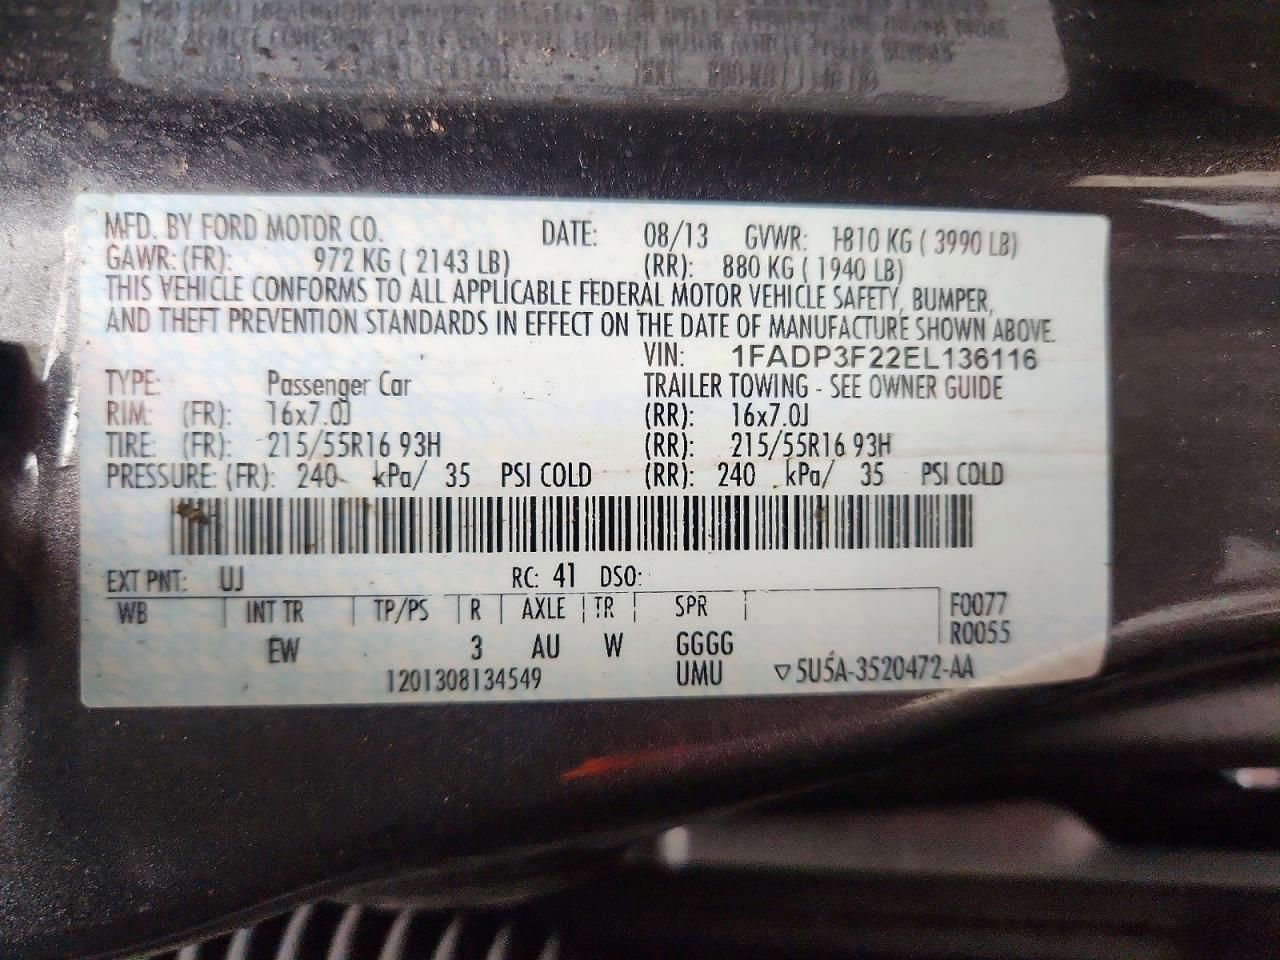 MFD. BY FORD MOTOR CO. DATE: 08/13 GVWR: 1810 KG ( 3990 LB)
GAWR: (FR): 972 KG ( 2143 LB) (RR): 880 KG ( 1940 LB)
THIS VEHICLE CONFORMS TO ALL APPLICABLE FEDERAL MOTOR VEHICLE SAFETY, BUMPER,
AND THEFT PREVENTION STANDARDS IN EFFECT ON THE DATE OF MANUFACTURE SHOWN ABOVE.
VIN: 1FADP3F22EL136116
TYPE: Passenger Car TRAILER TOWING - SEE OWNER GUIDE
RIM: (FR): 16x7.0J (RR): 16x7.0J
TIRE: (FR): 215/55R16 93H (RR): 215/55R16 93H
PRESSURE: (FR): 240 kPa/ 35 PSI COLD (RR): 240 kPa/ 35 PSI COLD
EXT PNT: UJ RC: 41 DSO:
WB INT TR TP/PS R AXLE TR SPR F0077
R0055
EW 3 AU W GGGG
1201308134549 UMU ▽ 5U5A-3520472-AA